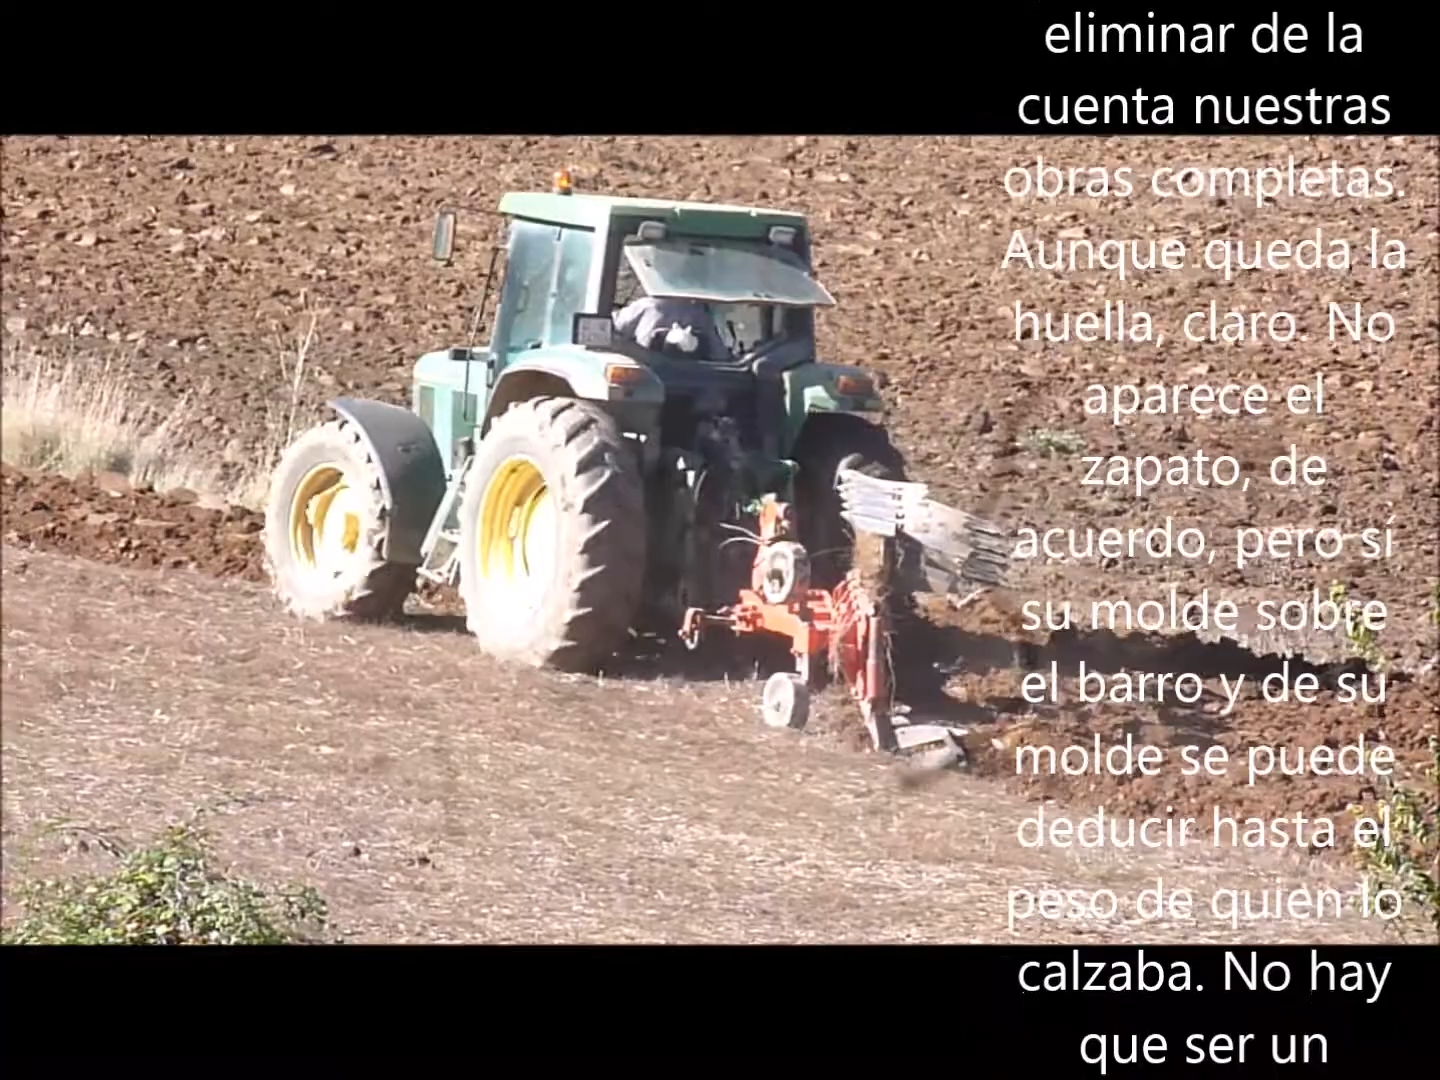 eliminar de la
cuenta nuestras
obras completas.
Aunque queda la
huella, claro. No
aparece el
zapato, de
acuerdo, pero sí
su molde sobre
el barro y de su
molde se puede
deducir hasta el
peso de quien lo
calzaba. No hay
que ser un